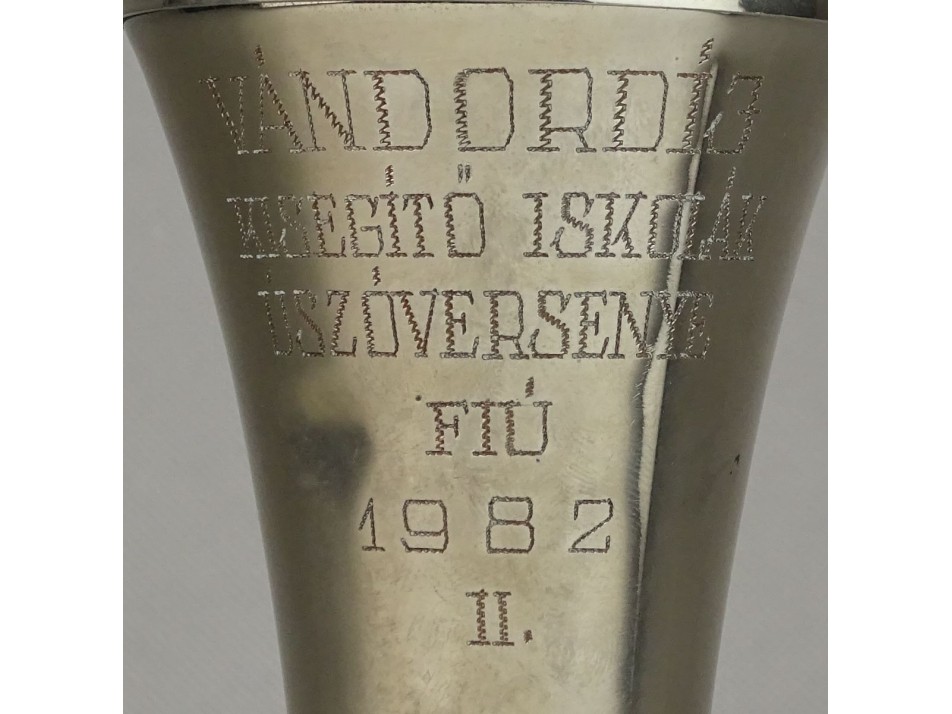 VÁNDORDÍJ
KISEGÍTŐ ISKOLÁK
ÚSZÓVERSENYE
FIÚ
1982
II.